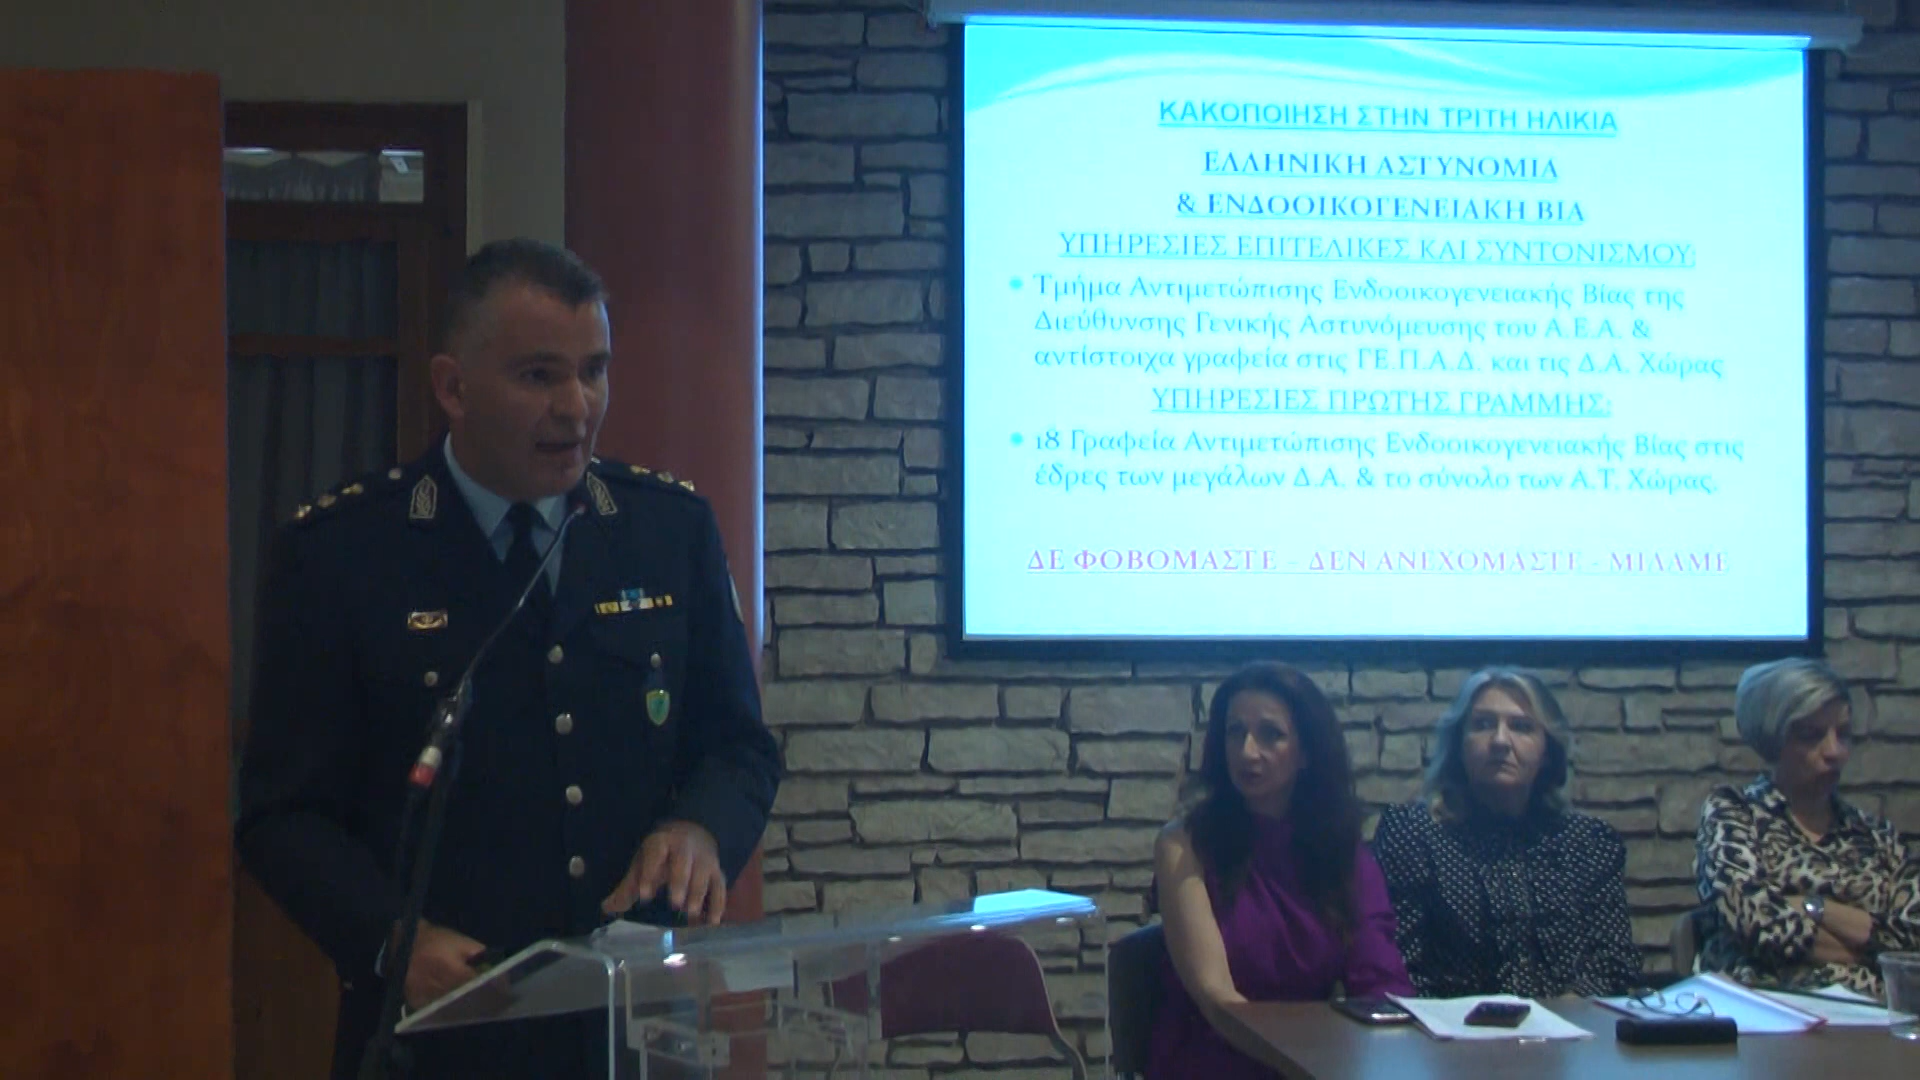 ΚΑΚΟΠΟΙΗΣΗ ΣΤΗΝ ΤΡΙΤΗ ΗΛΙΚΙΑ
ΕΛΛΗΝΙΚΗ ΑΣΤΥΝΟΜΙΑ
& ΕΝΔΟΟΙΚΟΓΕΝΕΙΑΚΗ ΒΙΑ
ΥΠΗΡΕΣΙΕΣ ΕΠΙΤΕΛΙΚΕΣ ΚΑΙ ΣΥΝΤΟΝΙΣΜΟΥ:
• Τμήμα Αντιμετώπισης Ενδοοικογενειακής Βίας της
Διεύθυνσης Γενικής Αστυνόμευσης του Α.Ε.Α. &
αντίστοιχα γραφεία στις ΓΕ.Π.Α.Δ. και τις Δ.Α. Χώρας
ΥΠΗΡΕΣΙΕΣ ΠΡΩΤΗΣ ΓΡΑΜΜΗΣ:
• 18 Γραφεία Αντιμετώπισης Ενδοοικογενειακής Βίας στις
έδρες των μεγάλων Δ.Α. & το σύνολο των Α.Τ. Χώρας.
ΔΕ ΦΟΒΟΜΑΣΤΕ – ΔΕΝ ΑΝΕΧΟΜΑΣΤΕ - ΜΙΛΑΜΕ